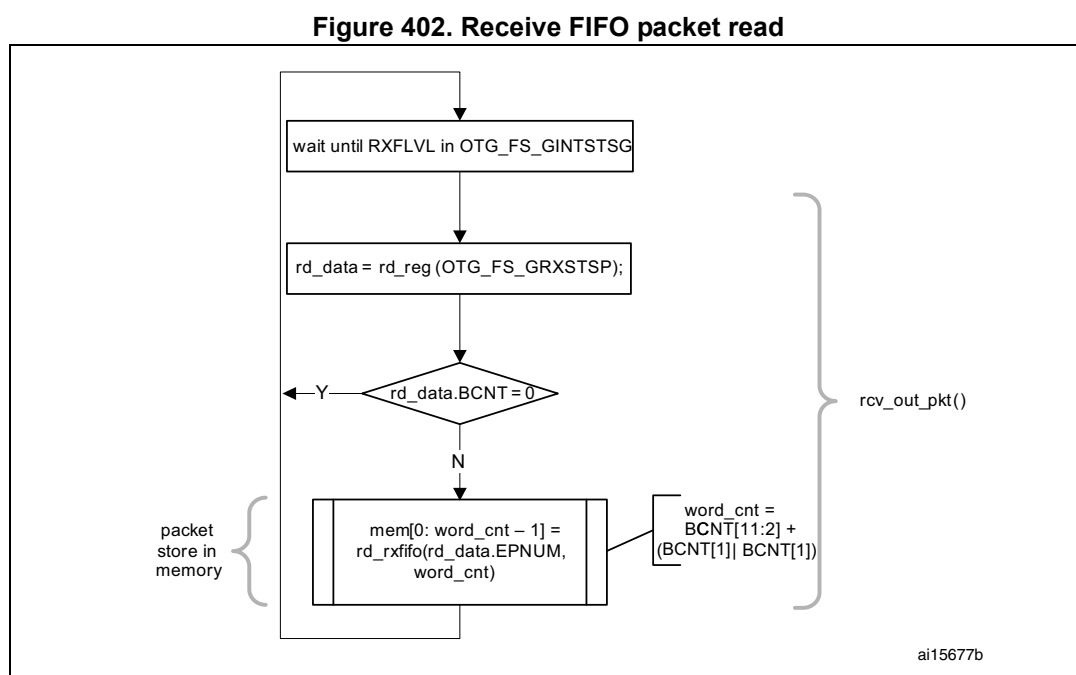 Figure 402. Receive FIFO packet read
wait until RXFLVL in OTG_FS_GINTSTSG
rd_data = rd_reg (OTG_FS_GRXSTSP);
rd_data.BCNT = 0
Y
N
rcv_out_pkt()
packet
store in
memory
mem[0: word_cnt – 1] =
rd_rxfifo(rd_data.EPNUM,
word_cnt)
word_cnt =
BCNT[11:2] +
(BCNT[1]| BCNT[1])
ai15677b